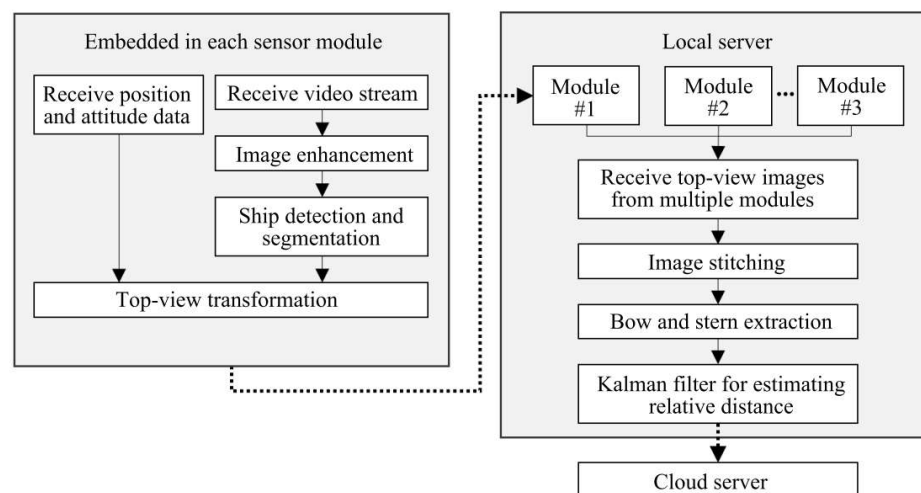 Embedded in each sensor module
Receive position
and attitude data
Receive video stream
Image enhancement
Ship detection and
segmentation
Top-view transformation
Local server
Module
#1
Module
#2
...
Module
#3
Receive top-view images
from multiple modules
Image stitching
Bow and stern extraction
Kalman filter for estimating
relative distance
Cloud server